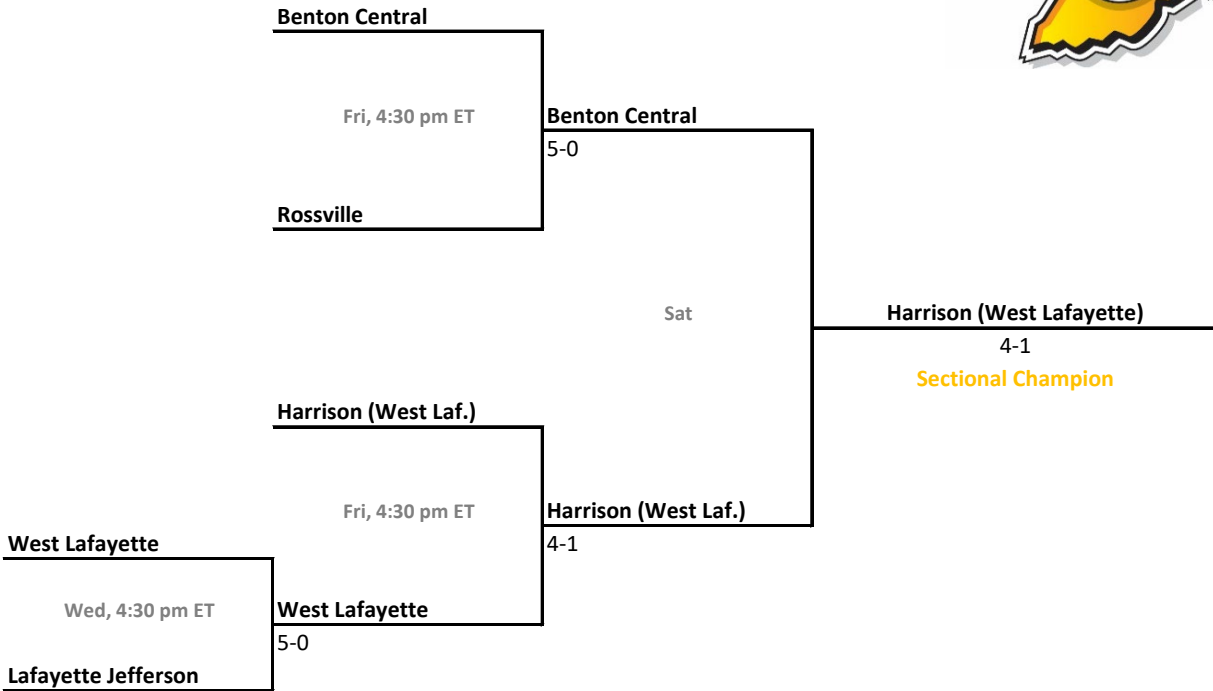 Benton Central
Fri, 4:30 pm ET
Benton Central
5-0
Rossville
Sat
Harrison (West Lafayette)
4-1
Sectional Champion
Harrison (West Laf.)
Fri, 4:30 pm ET
Harrison (West Laf.)
4-1
West Lafayette
Wed, 4:30 pm ET
West Lafayette
5-0
Lafayette Jefferson